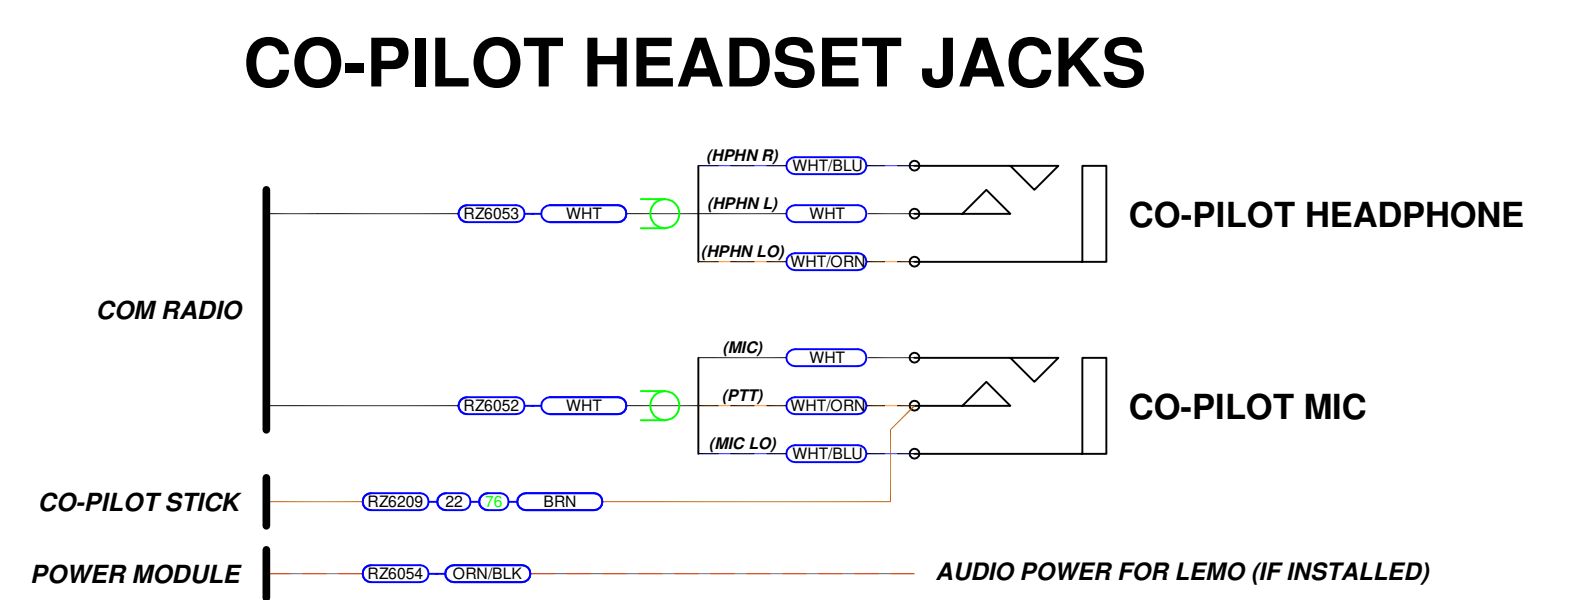 CO-PILOT HEADSET JACKS
(HPHN R) WHT/BLU
RZ6053 WHT (HPHN L) WHT CO-PILOT HEADPHONE
(HPHN LO) WHT/ORN
COM RADIO
(MIC) WHT
RZ6052 WHT (PTT) WHT/ORN CO-PILOT MIC
(MIC LO) WHT/BLU
CO-PILOT STICK RZ6209 22 76 BRN
POWER MODULE RZ6054 ORN/BLK AUDIO POWER FOR LEMO (IF INSTALLED)